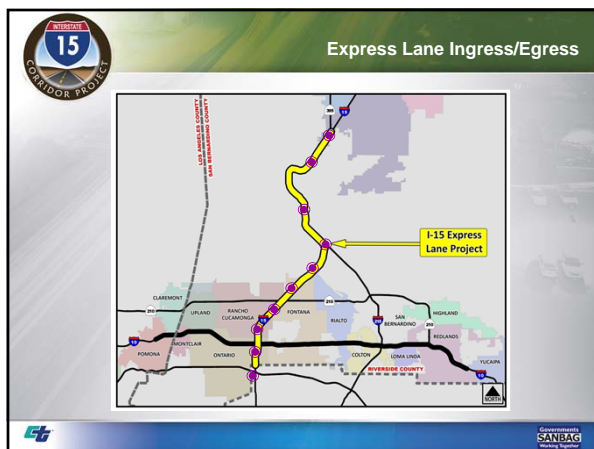 INTERSTATE
15
CORRIDOR PROJECT
Express Lane Ingress/Egress
LOS ANGELES COUNTY
SAN BERNARDINO COUNTY
395
15
I-15 Express
Lane Project
CLAREMONT
210
UPLAND
RANCHO
CUCAMONGA
15
FONTANA
210
RIALTO
SAN
BERNARDINO
HIGHLAND
210
REDLANDS
10
POMONA
MONTCLAIR
ONTARIO
COLTON
LOMA LINDA
YUCAIPA
10
RIVERSIDE COUNTY
NORTH
Governments
SANBAG
Working Together